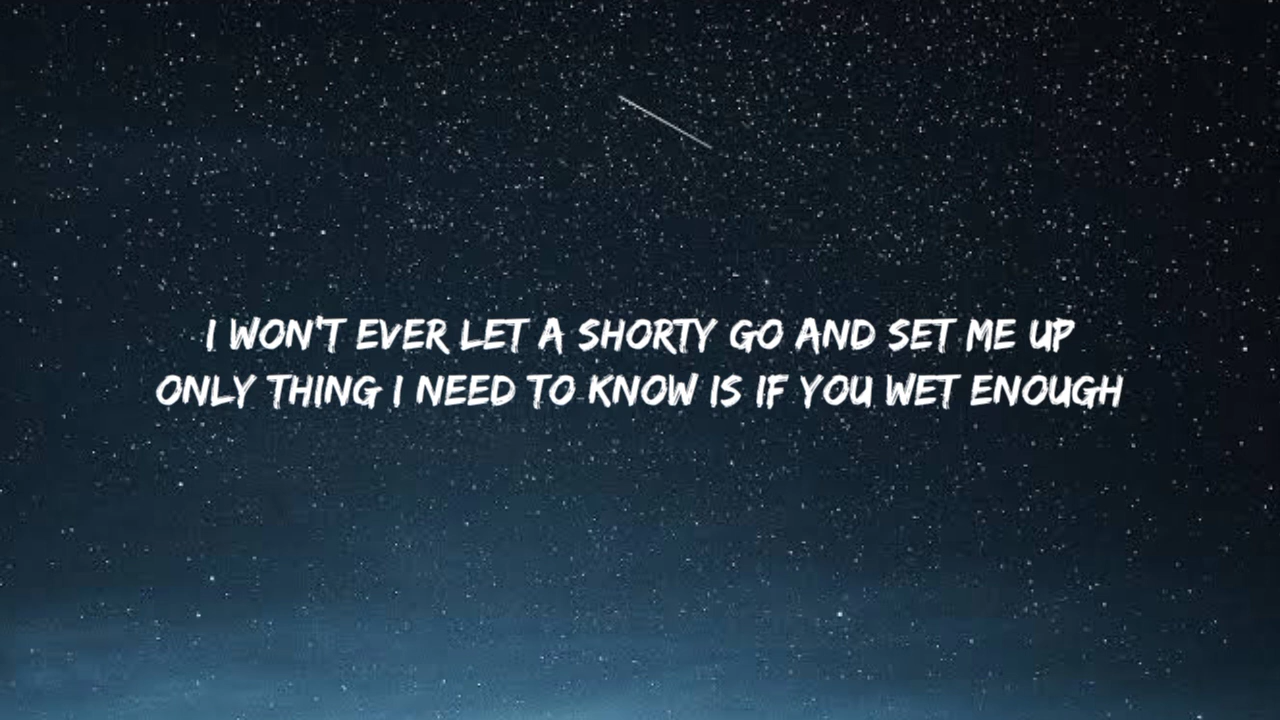 I WON'T EVER LET A SHORTY GO AND SET ME UP
ONLY THING I NEED TO KNOW IS IF YOU WET ENOUGH